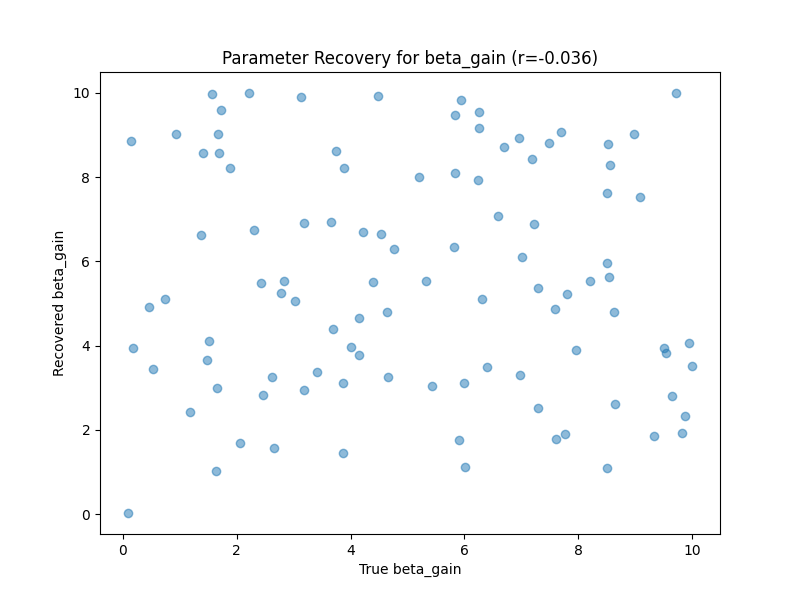 Parameter Recovery for beta_gain (r=-0.036)
10
8
6
4
2
0
Recovered beta_gain
0 2 4 6 8 10
True beta_gain